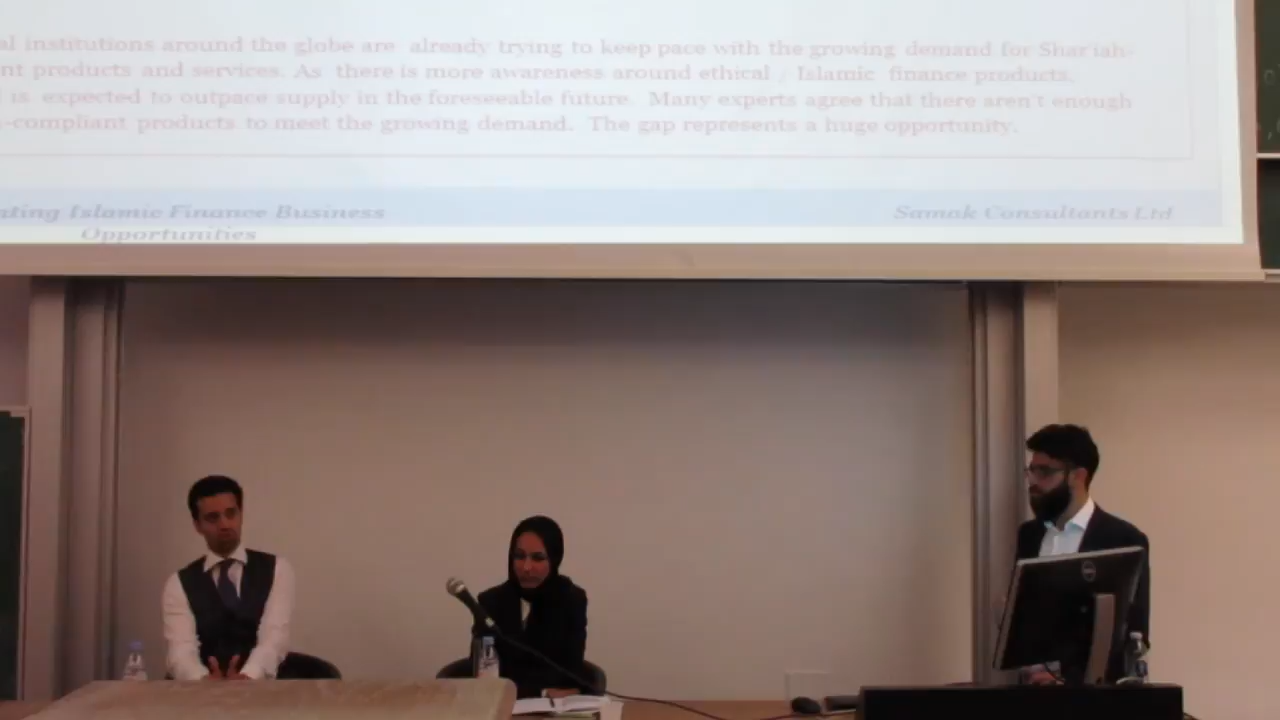 al institutions around the globe are already trying to keep pace with the growing demand for Shar'iah-
nt products and services. As there is more awareness around ethical / Islamic finance products,
is expected to outpace supply in the foreseeable future. Many experts agree that there aren't enough
-compliant products to meet the growing demand. The gap represents a huge opportunity.
ating Islamic Finance Business
Opportunities
Samak Consultants Ltd